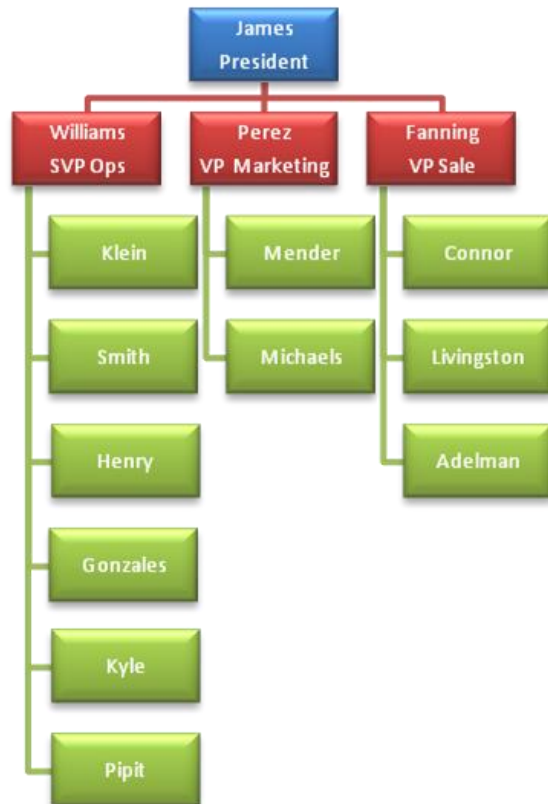 James
President
Williams
SVP Ops
Perez
VP Marketing
Fanning
VP Sale
Klein
Mender
Connor
Smith
Michaels
Livingston
Henry
Adelman
Gonzales
Kyle
Pipit